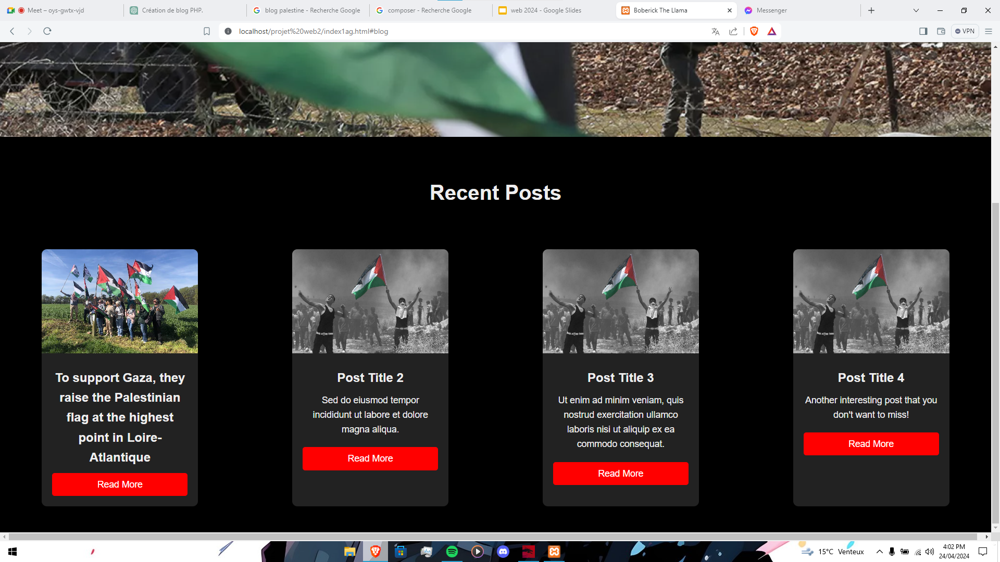 Meet – oys-gwtx-vjd
Création de blog PHP.
blog palestine - Recherche Google
composer - Recherche Google
web 2024 - Google Slides
Boberick The Llama
Messenger
localhost/projet%20web2/index1ag.html#blog
VPN
Recent Posts
To support Gaza, they
raise the Palestinian
flag at the highest
point in Loire-
Atlantique
Read More
Post Title 2
Sed do eiusmod tempor
incididunt ut labore et dolore
magna aliqua.
Read More
Post Title 3
Ut enim ad minim veniam, quis
nostrud exercitation ullamco
laboris nisi ut aliquip ex ea
commodo consequat.
Read More
Post Title 4
Another interesting post that you
don't want to miss!
Read More
15°C Venteux
4:02 PM
24/04/2024